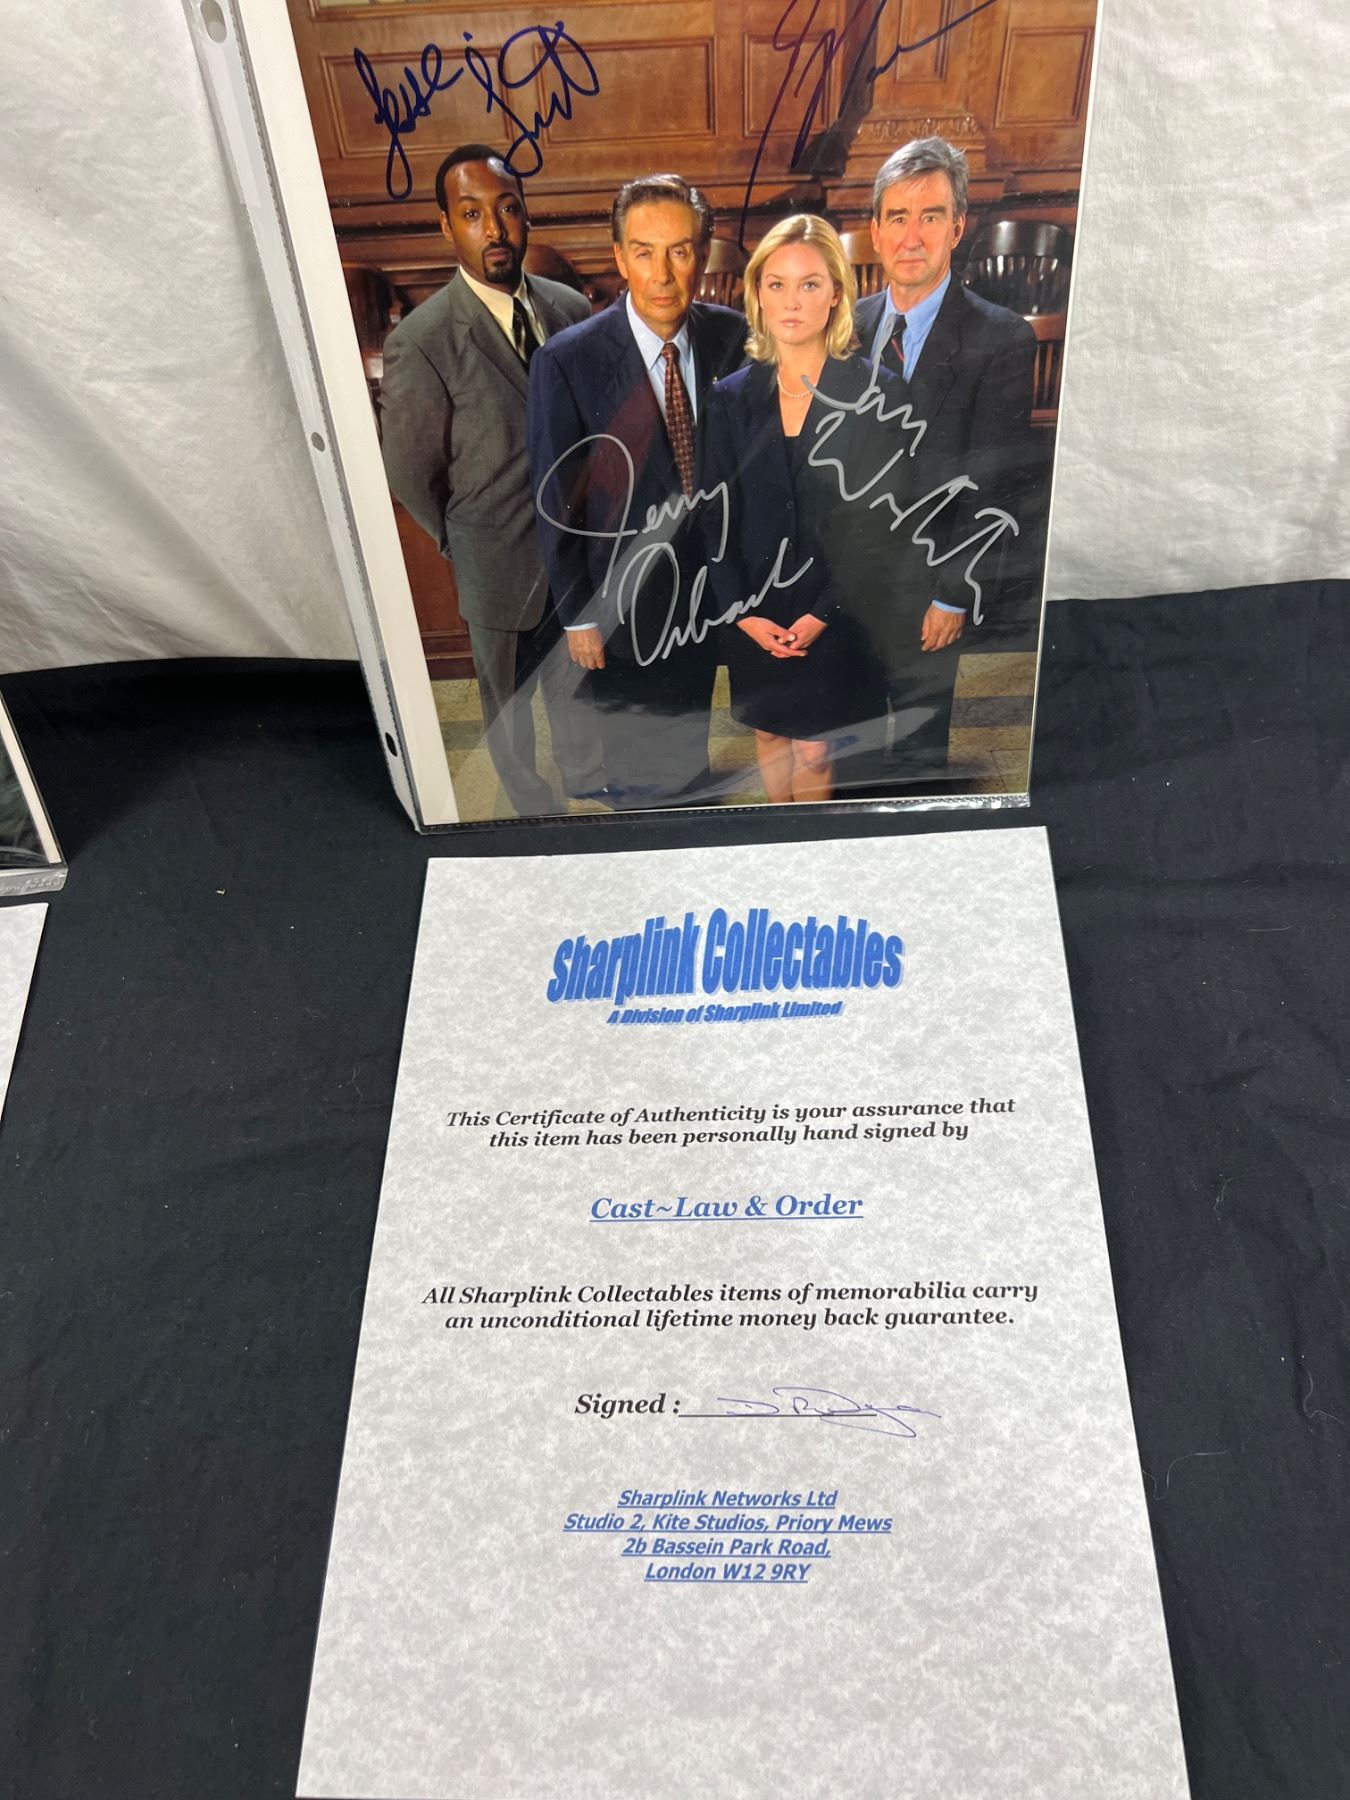 Jerry
Orbach
Sharplink Collectables
A Division of Sharplink Limited
This Certificate of Authenticity is your assurance that
this item has been personally hand signed by
Cast~Law & Order
All Sharplink Collectables items of memorabilia carry
an unconditional lifetime money back guarantee.
Signed :
Sharplink Networks Ltd
Studio 2, Kite Studios, Priory Mews
2b Bassein Park Road,
London W12 9RY